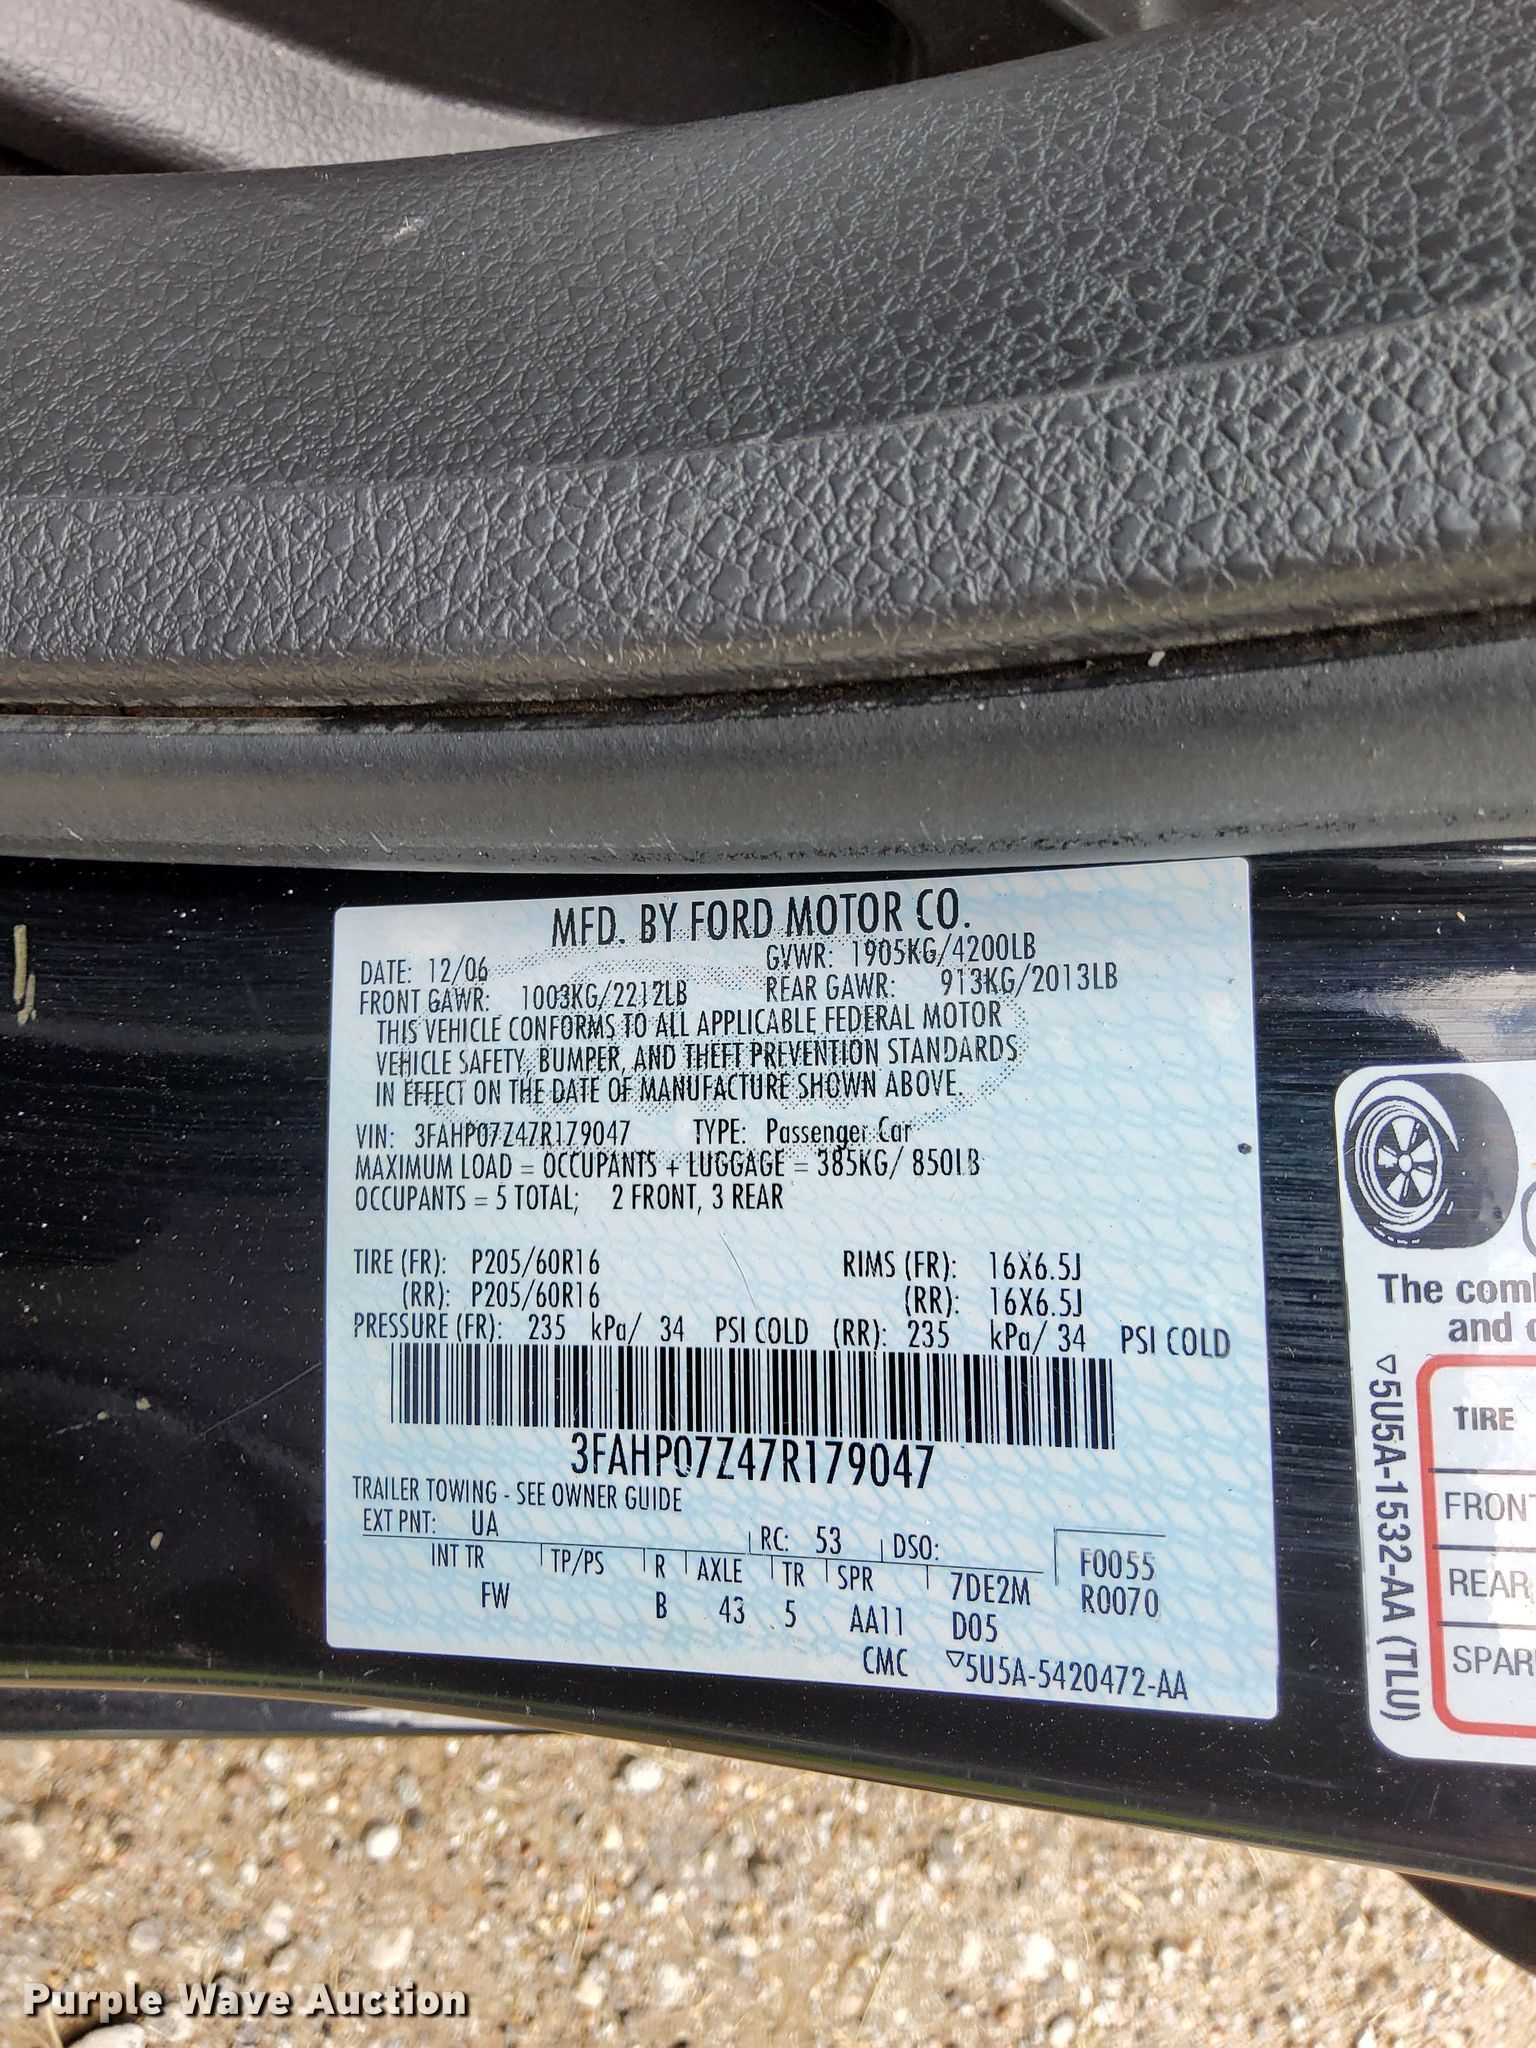 MFD. BY FORD MOTOR CO.
DATE: 12/06 GVWR: 1905KG/4200LB
FRONT GAWR: 1003KG/2212LB REAR GAWR: 913KG/2013LB
THIS VEHICLE CONFORMS TO ALL APPLICABLE FEDERAL MOTOR
VEHICLE SAFETY, BUMPER, AND THEFT PREVENTION STANDARDS
IN EFFECT ON THE DATE OF MANUFACTURE SHOWN ABOVE.
VIN: 3FAHP07Z47R179047 TYPE: Passenger Car
MAXIMUM LOAD = OCCUPANTS + LUGGAGE = 385KG/ 850LB
OCCUPANTS = 5 TOTAL; 2 FRONT, 3 REAR
TIRE (FR): P205/60R16 RIMS (FR): 16X6.5J
(RR): P205/60R16 (RR): 16X6.5J
PRESSURE (FR): 235 kPa/ 34 PSI COLD (RR): 235 kPa/ 34 PSI COLD
3FAHP07Z47R179047
TRAILER TOWING - SEE OWNER GUIDE
EXT PNT: UA RC: 53 DSO:
INT TR TP/PS R AXLE TR SPR 7DE2M F0055
FW B 43 5 AA11 D05 R0070
CMC ▽5U5A-5420472-AA
The com
and
▽5U5A-1532-AA (TLU)
TIRE
FRONT
REAR
SPAR
Purple Wave Auction